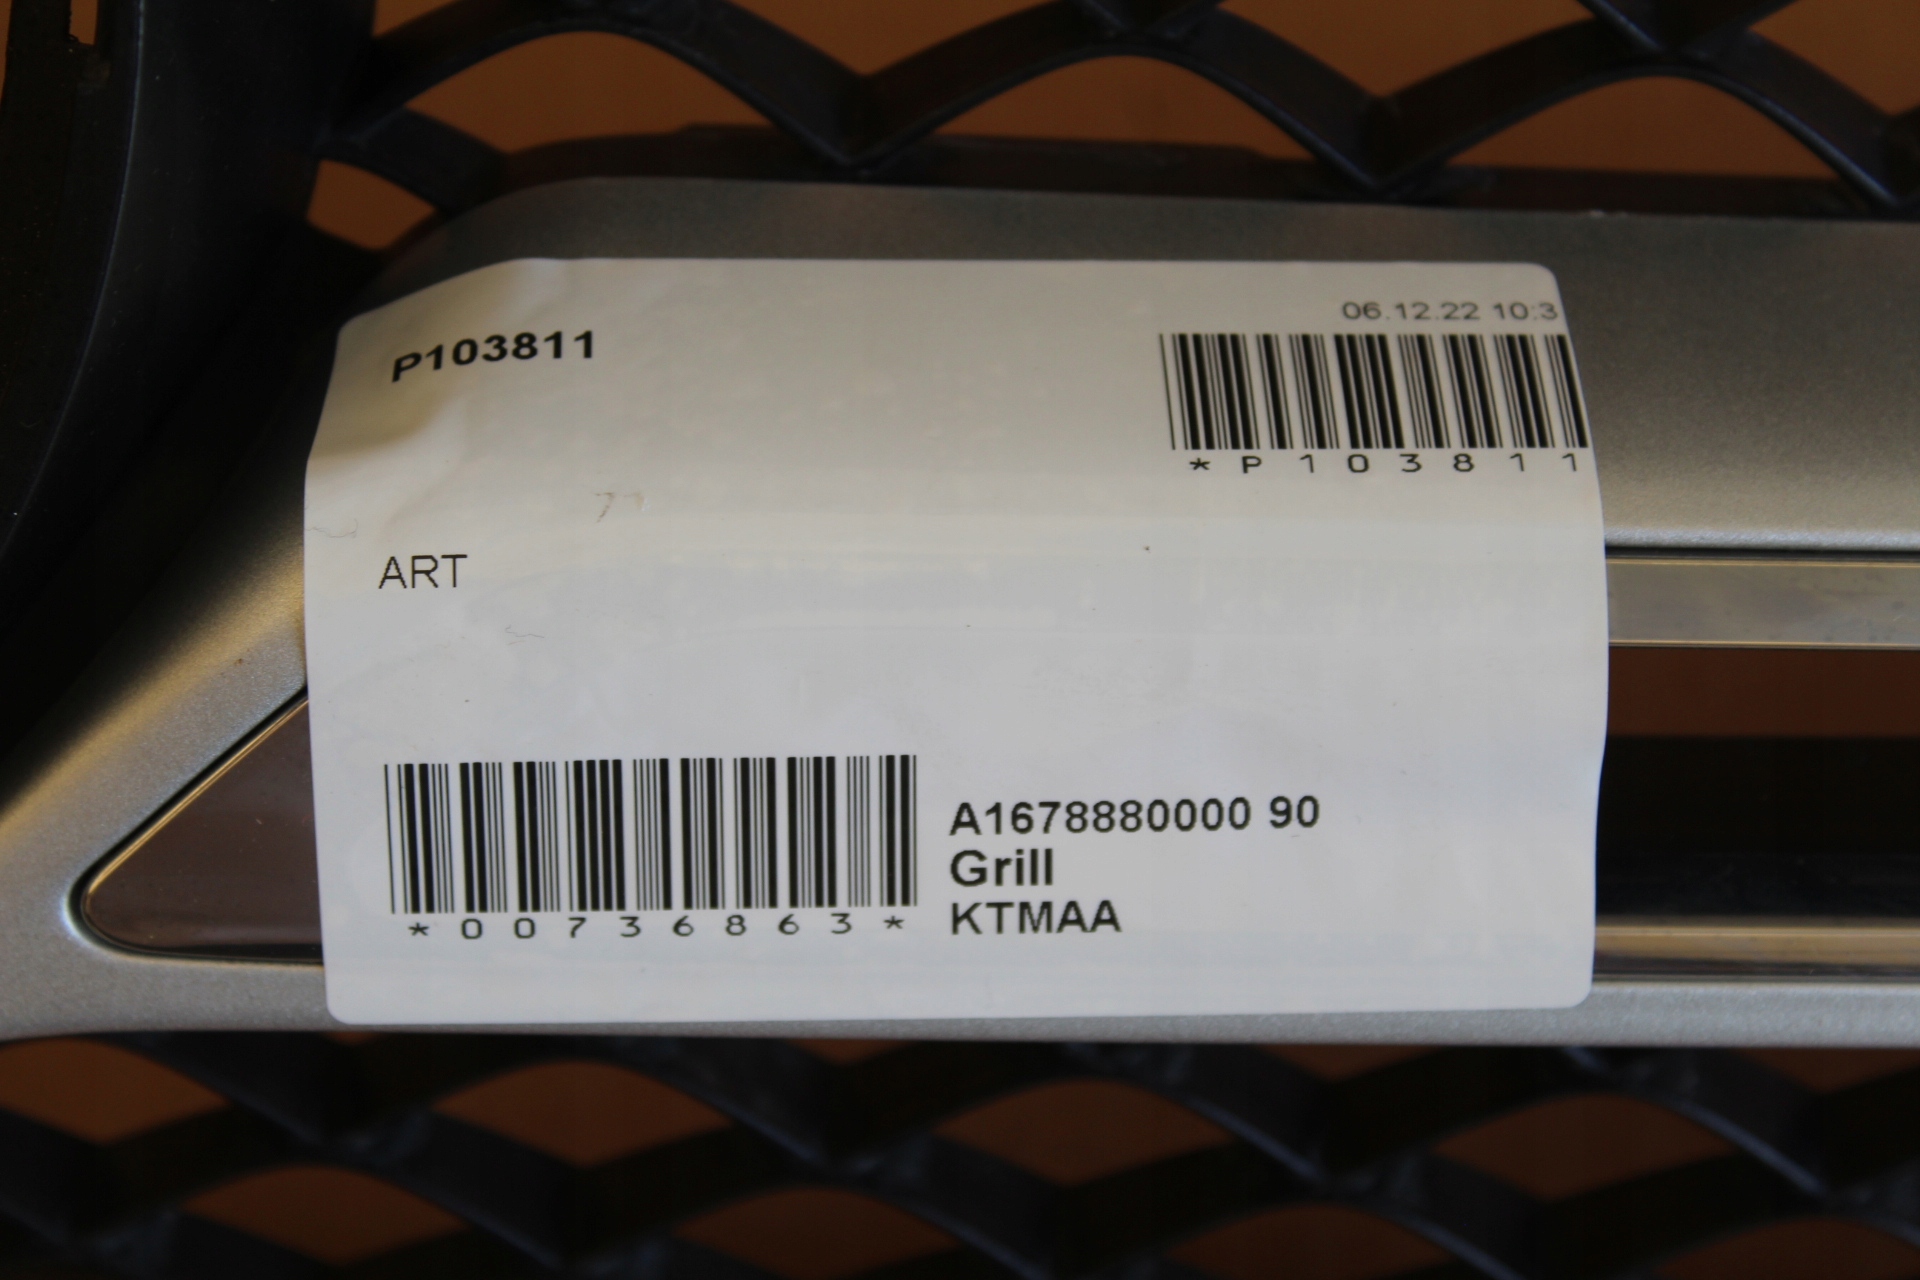 P103811
06.12.22 10:3
*P103811
ART
*00736863*
A1678880000 90
Grill
KTMAA